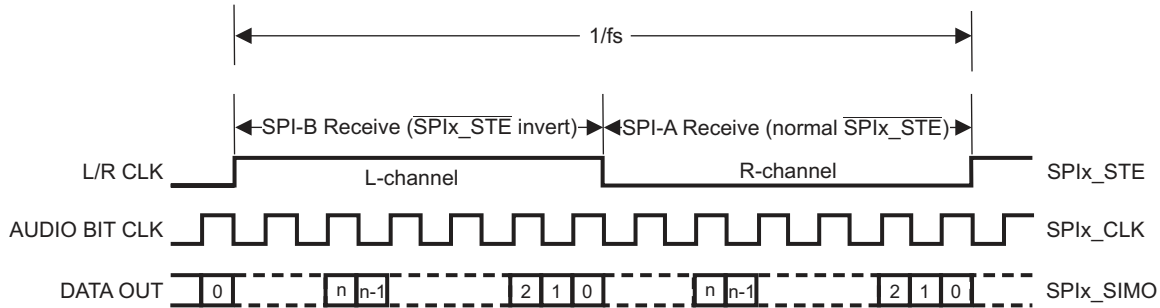 1/fs
SPI-B Receive (SPIx_STE invert) SPI-A Receive (normal SPIx_STE)
L/R CLK L-channel R-channel SPIx_STE
AUDIO BIT CLK SPIx_CLK
DATA OUT 0 n n-1 2 1 0 n n-1 2 1 0 SPIx_SIMO